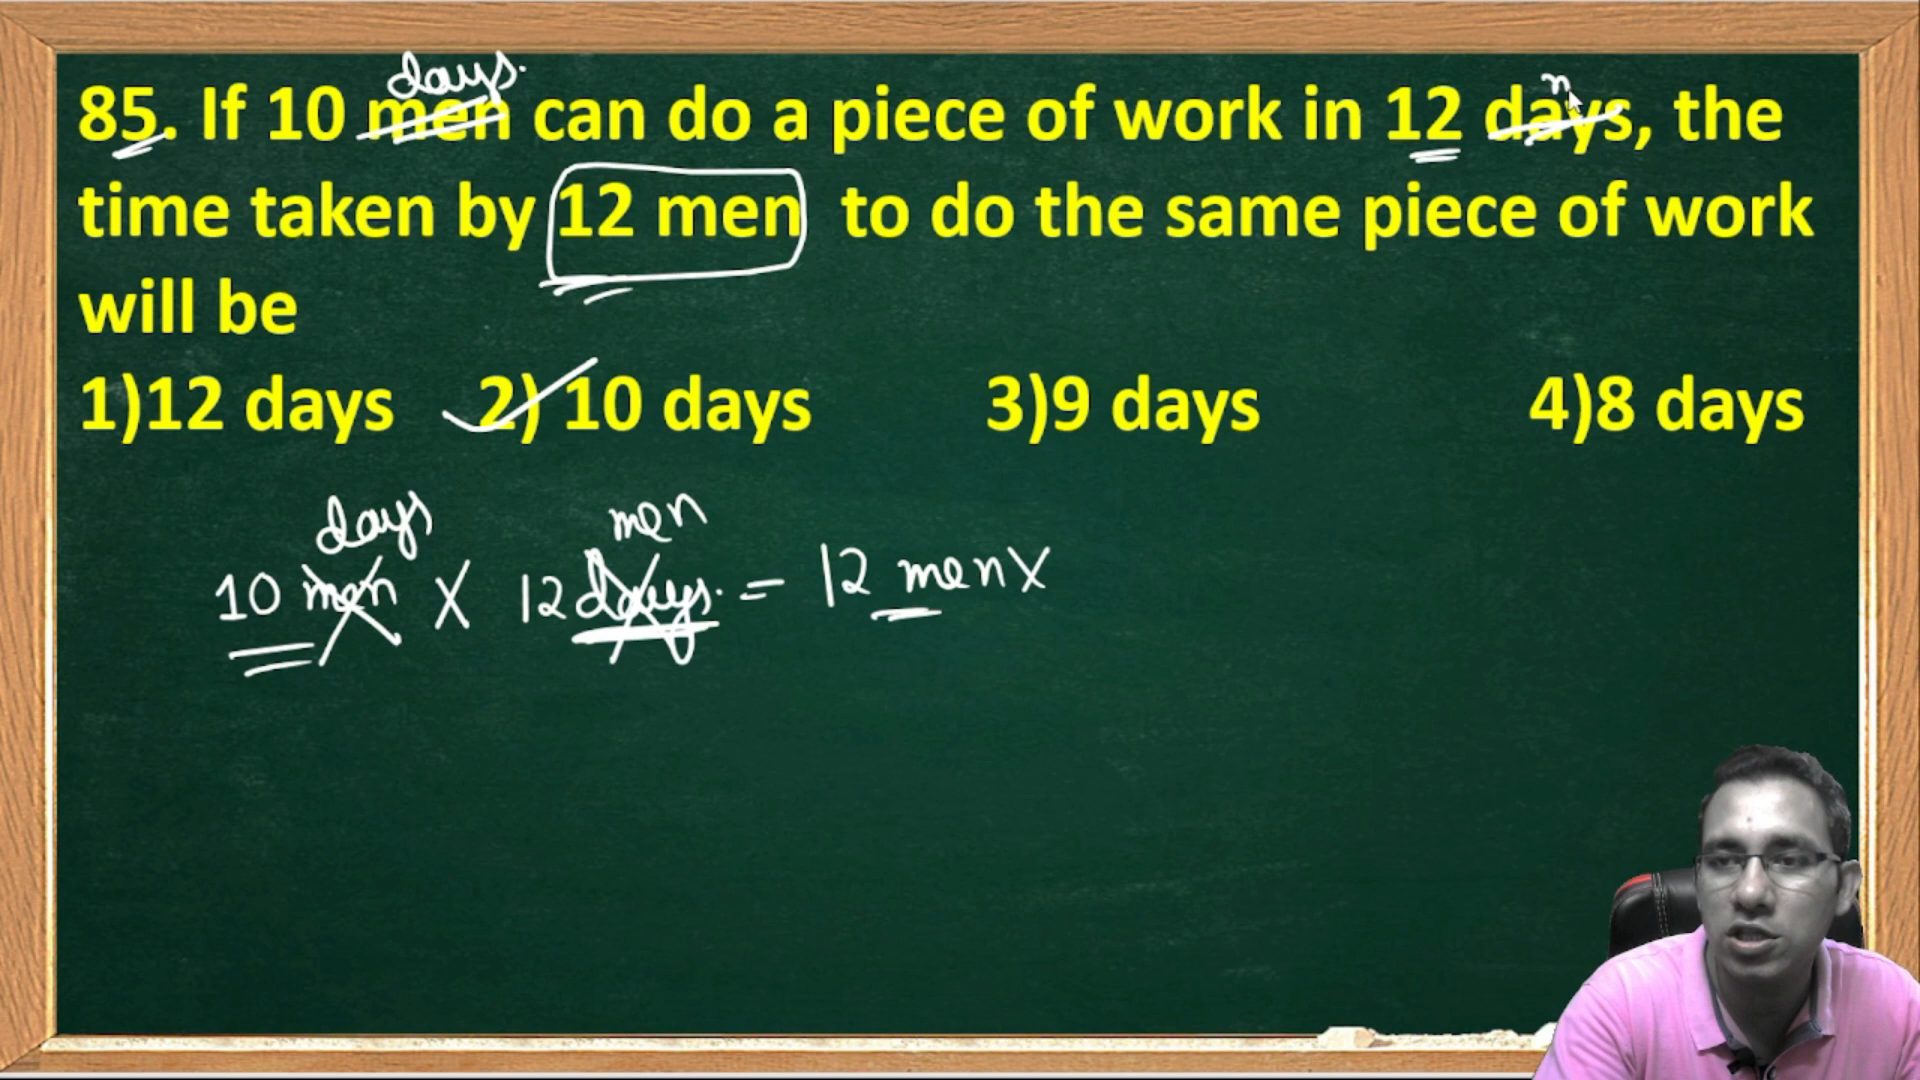 days.
85. If 10 men can do a piece of work in 12 days, the
n
time taken by 12 men to do the same piece of work
will be
1)12 days 2) 10 days 3)9 days 4)8 days
days men
10 men X 12 days. = 12 men X